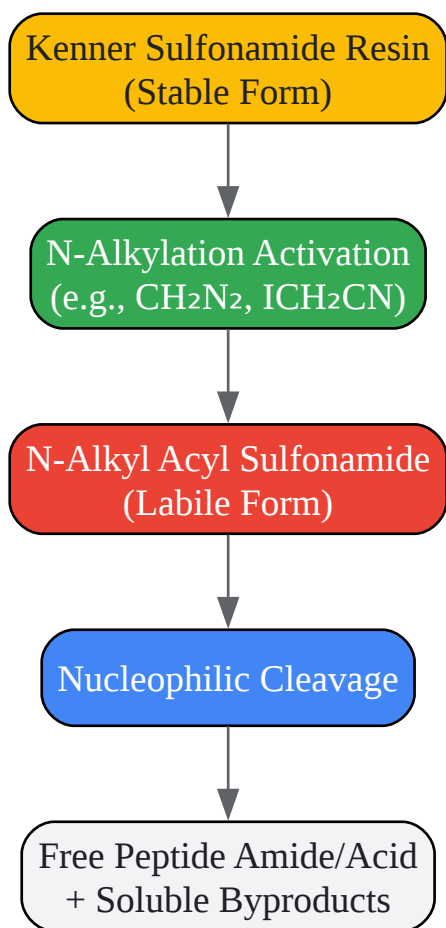 Kenner Sulfonamide Resin
(Stable Form)
N-Alkylation Activation
(e.g., CH₂N₂, ICH₂CN)
N-Alkyl Acyl Sulfonamide
(Labile Form)
Nucleophilic Cleavage
Free Peptide Amide/Acid
+ Soluble Byproducts